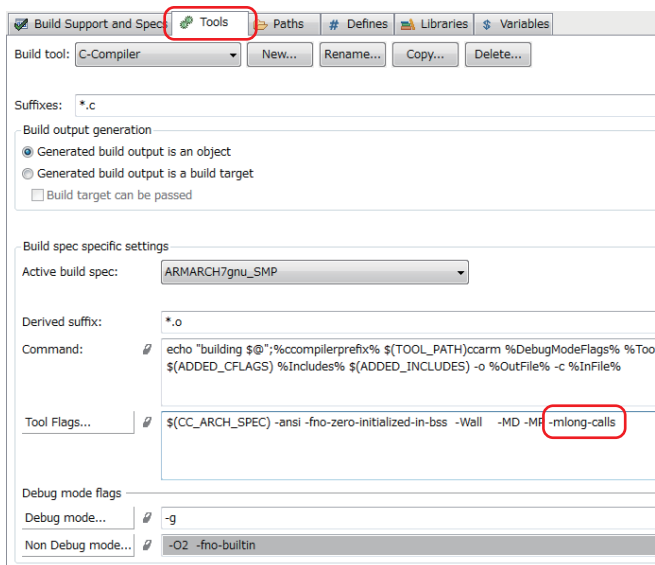 Build Support and Specs Tools Paths # Defines Libraries $ Variables
Build tool: C-Compiler New... Rename... Copy... Delete...
Suffixes: *.c
Build output generation
Generated build output is an object
Generated build output is a build target
Build target can be passed
Build spec specific settings
Active build spec: ARMARCH7gnu_SMP
Derived suffix: *.o
Command: echo "building $@";%ccompilerprefix% $(TOOL_PATH)ccarm %DebugModeFlags% %Too
$(ADDED_CFLAGS) %Includes% $(ADDED_INCLUDES) -o %OutFile% -c %InFile%
Tool Flags... $(CC_ARCH_SPEC) -ansi -fno-zero-initialized-in-bss -Wall -MD -MP -mlong-calls
Debug mode flags
Debug mode... -g
Non Debug mode... -O2 -fno-builtin